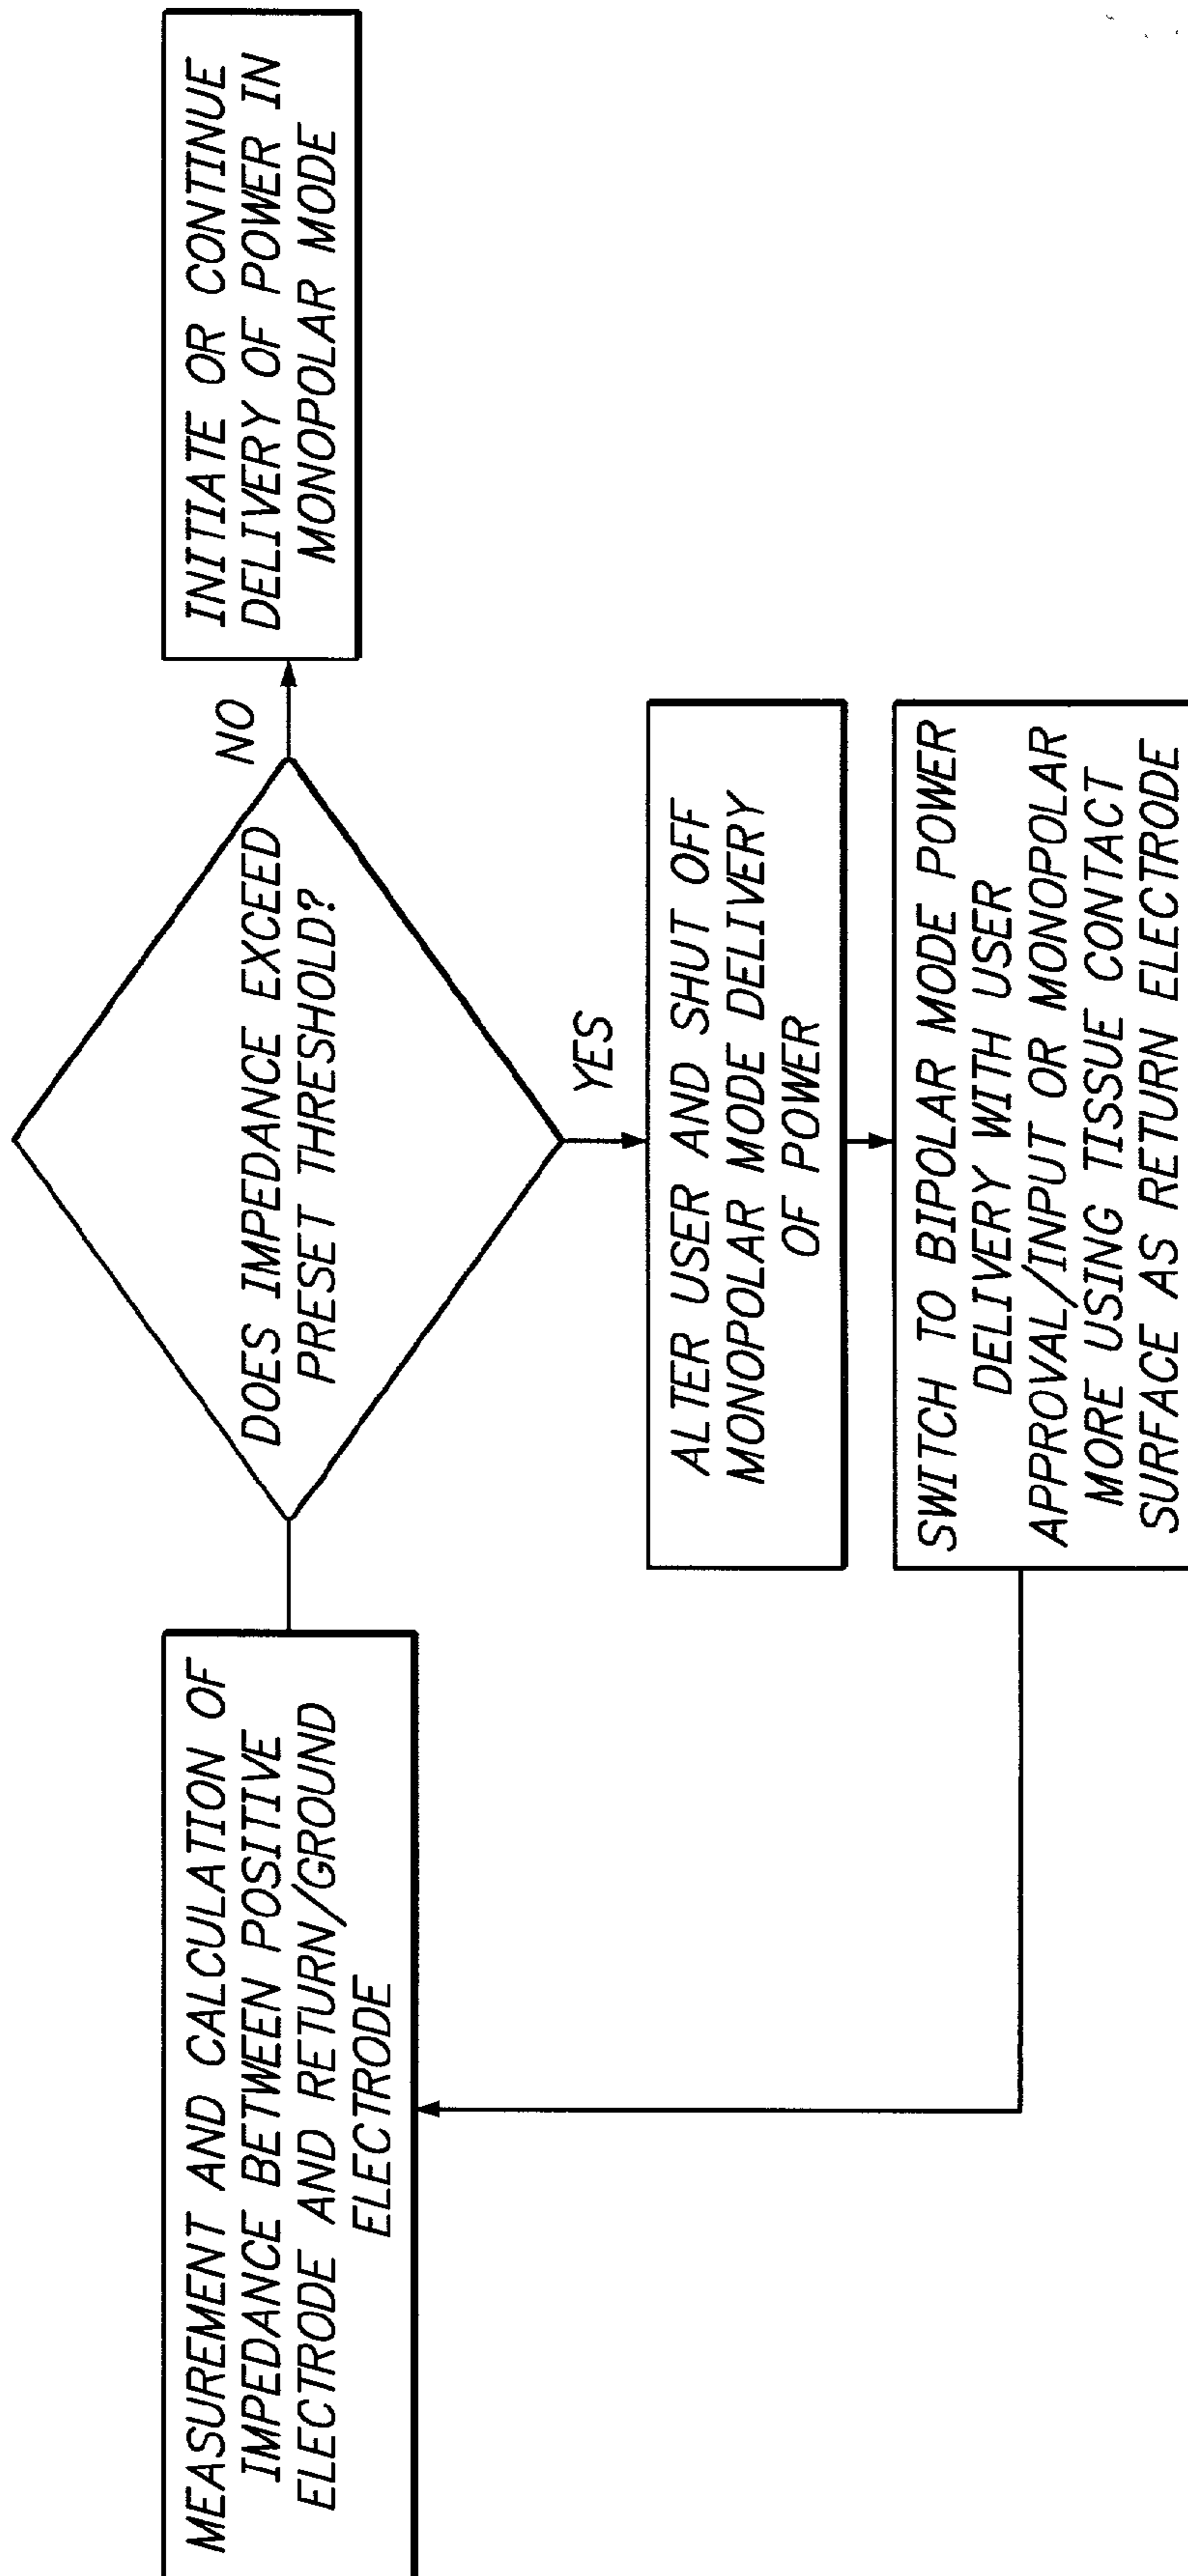 MEASUREMENT AND CALCULATION OF
IMPEDANCE BETWEEN POSITIVE
ELECTRODE AND RETURN/GROUND
ELECTRODE
DOES IMPEDANCE EXCEED
PRESET THRESHOLD?
NO
INITIATE OR CONTINUE
DELIVERY OF POWER IN
MONOPOLAR MODE
YES
ALTER USER AND SHUT OFF
MONOPOLAR MODE DELIVERY
OF POWER
SWITCH TO BIPOLAR MODE POWER
DELIVERY WITH USER
APPROVAL/INPUT OR MONOPOLAR
MORE USING TISSUE CONTACT
SURFACE AS RETURN ELECTRODE